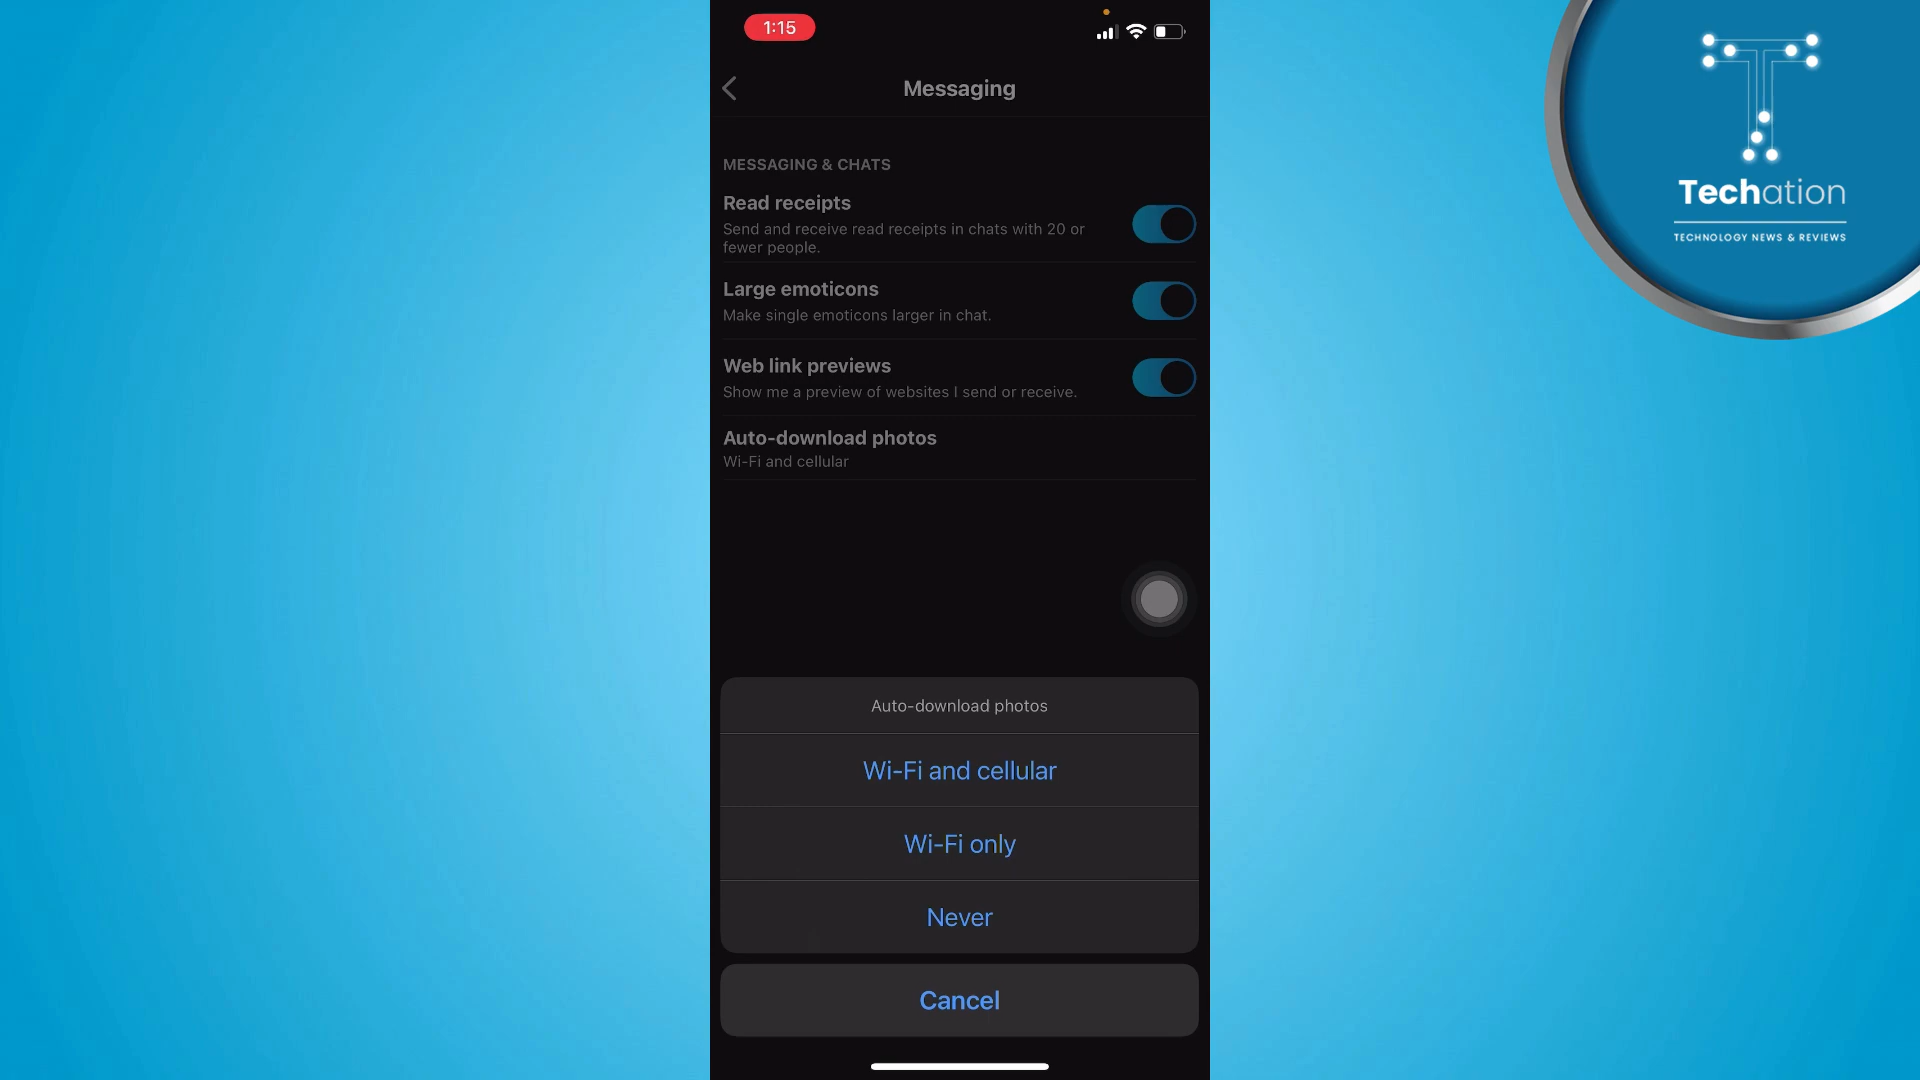 1:15
Messaging
MESSAGING & CHATS
Read receipts
Send and receive read receipts in chats with 20 or
fewer people.
Large emoticons
Make single emoticons larger in chat.
Web link previews
Show me a preview of websites I send or receive.
Auto-download photos
Wi-Fi and cellular
Auto-download photos
Wi-Fi and cellular
Wi-Fi only
Never
Cancel
Techation
TECHNOLOGY NEWS & REVIEWS